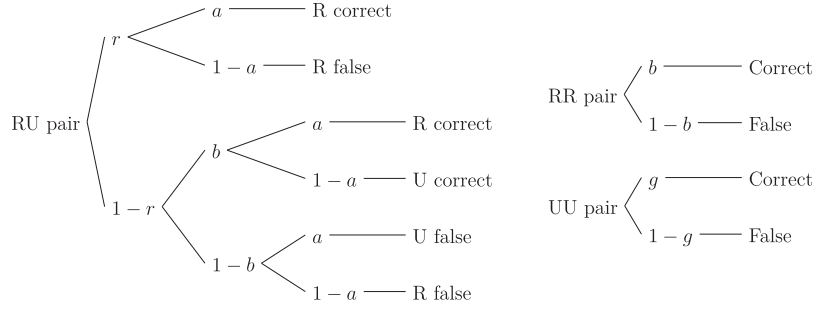 a R correct
r
1 − a R false
RU pair
b
a R correct
1 − a U correct
1 − r
1 − b
a U false
1 − a R false
RR pair
b Correct
1 − b False
UU pair
g Correct
1 − g False